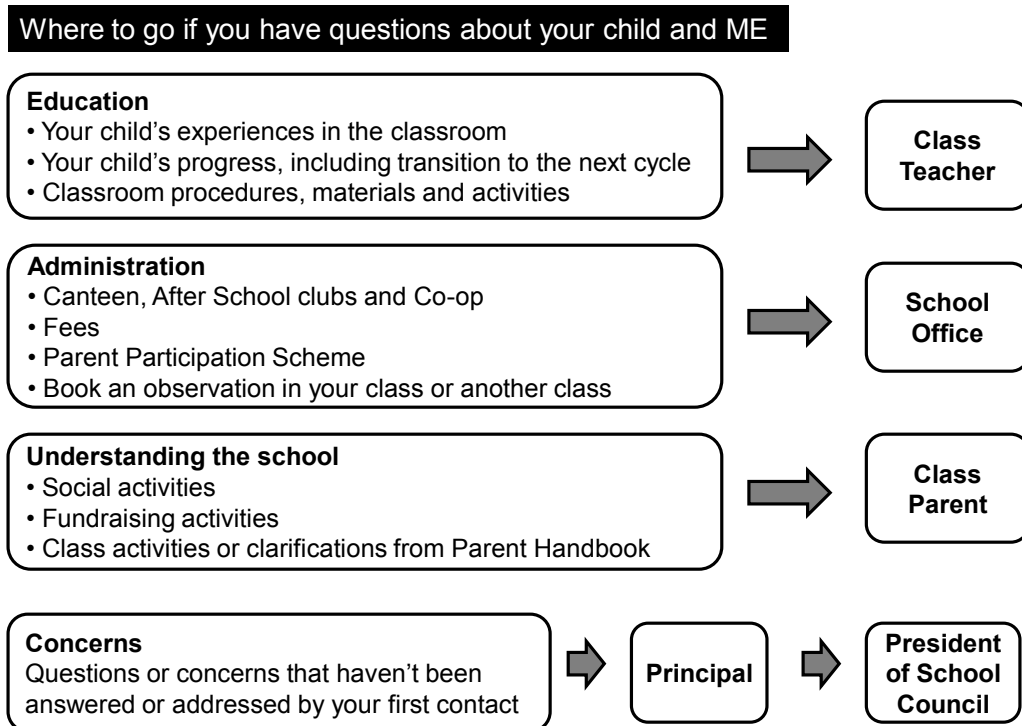 Where to go if you have questions about your child and ME
Education
• Your child’s experiences in the classroom
• Your child’s progress, including transition to the next cycle
• Classroom procedures, materials and activities
Class
Teacher
Administration
• Canteen, After School clubs and Co-op
• Fees
• Parent Participation Scheme
• Book an observation in your class or another class
School
Office
Understanding the school
• Social activities
• Fundraising activities
• Class activities or clarifications from Parent Handbook
Class
Parent
Concerns
Questions or concerns that haven’t been
answered or addressed by your first contact
Principal
President
of School
Council